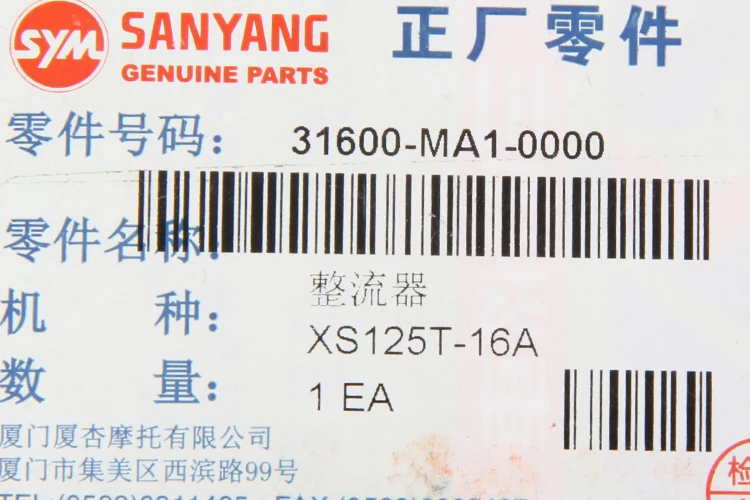 SYM SANYANG 正厂零件
GENUINE PARTS
零件号码： 31600-MA1-0000
零件名称：
整流器
机 种： XS125T-16A
数 量： 1 EA
厦门厦杏摩托有限公司
厦门市集美区西滨路99号
检